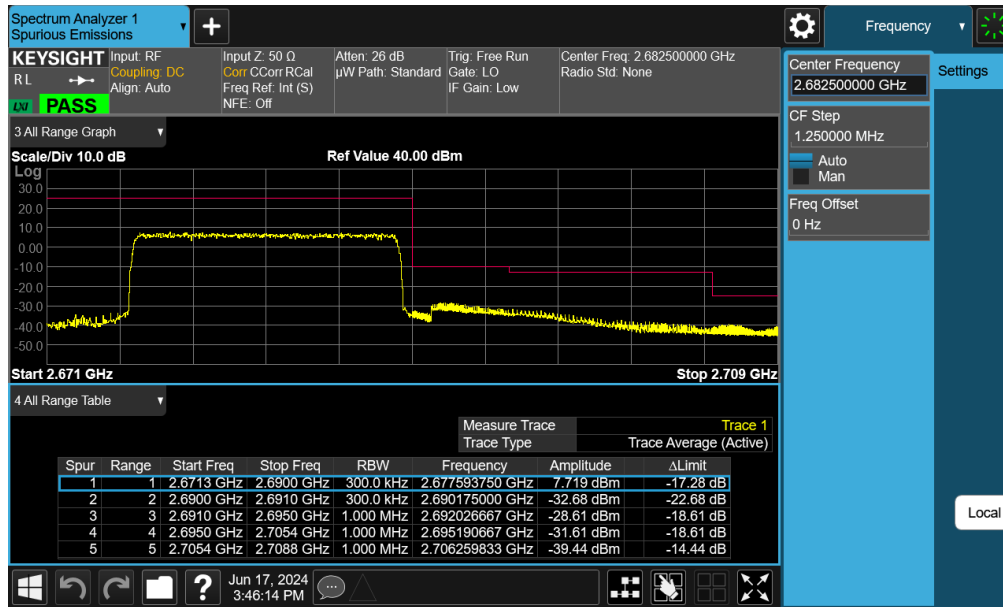 Spectrum Analyzer 1
Spurious Emissions
Frequency
KEYSIGHT
R L
LXI
PASS
Input: RF
Coupling: DC
Align: Auto
Input Z: 50 Ω
Corr CCorr RCal
Freq Ref: Int (S)
NFE: Off
Atten: 26 dB
µW Path: Standard
Trig: Free Run
Gate: LO
IF Gain: Low
Center Freq: 2.682500000 GHz
Radio Std: None
Center Frequency
2.682500000 GHz
Settings
CF Step
1.250000 MHz
Auto
Man
Freq Offset
0 Hz
3 All Range Graph
Scale/Div 10.0 dB
Ref Value 40.00 dBm
Log
30.0
20.0
10.0
0.00
-10.0
-20.0
-30.0
-40.0
-50.0
Start 2.671 GHz
Stop 2.709 GHz
4 All Range Table
Measure Trace Trace 1
Trace Type Trace Average (Active)
Spur Range Start Freq Stop Freq RBW Frequency Amplitude ΔLimit
1 1 2.6713 GHz 2.6900 GHz 300.0 kHz 2.677593750 GHz 7.719 dBm -17.28 dB
2 2 2.6900 GHz 2.6910 GHz 300.0 kHz 2.690175000 GHz -32.68 dBm -22.68 dB
3 3 2.6910 GHz 2.6950 GHz 1.000 MHz 2.692026667 GHz -28.61 dBm -18.61 dB
4 4 2.6950 GHz 2.7054 GHz 1.000 MHz 2.695190667 GHz -31.61 dBm -18.61 dB
5 5 2.7054 GHz 2.7088 GHz 1.000 MHz 2.706259833 GHz -39.44 dBm -14.44 dB
Local
Jun 17, 2024
3:46:14 PM